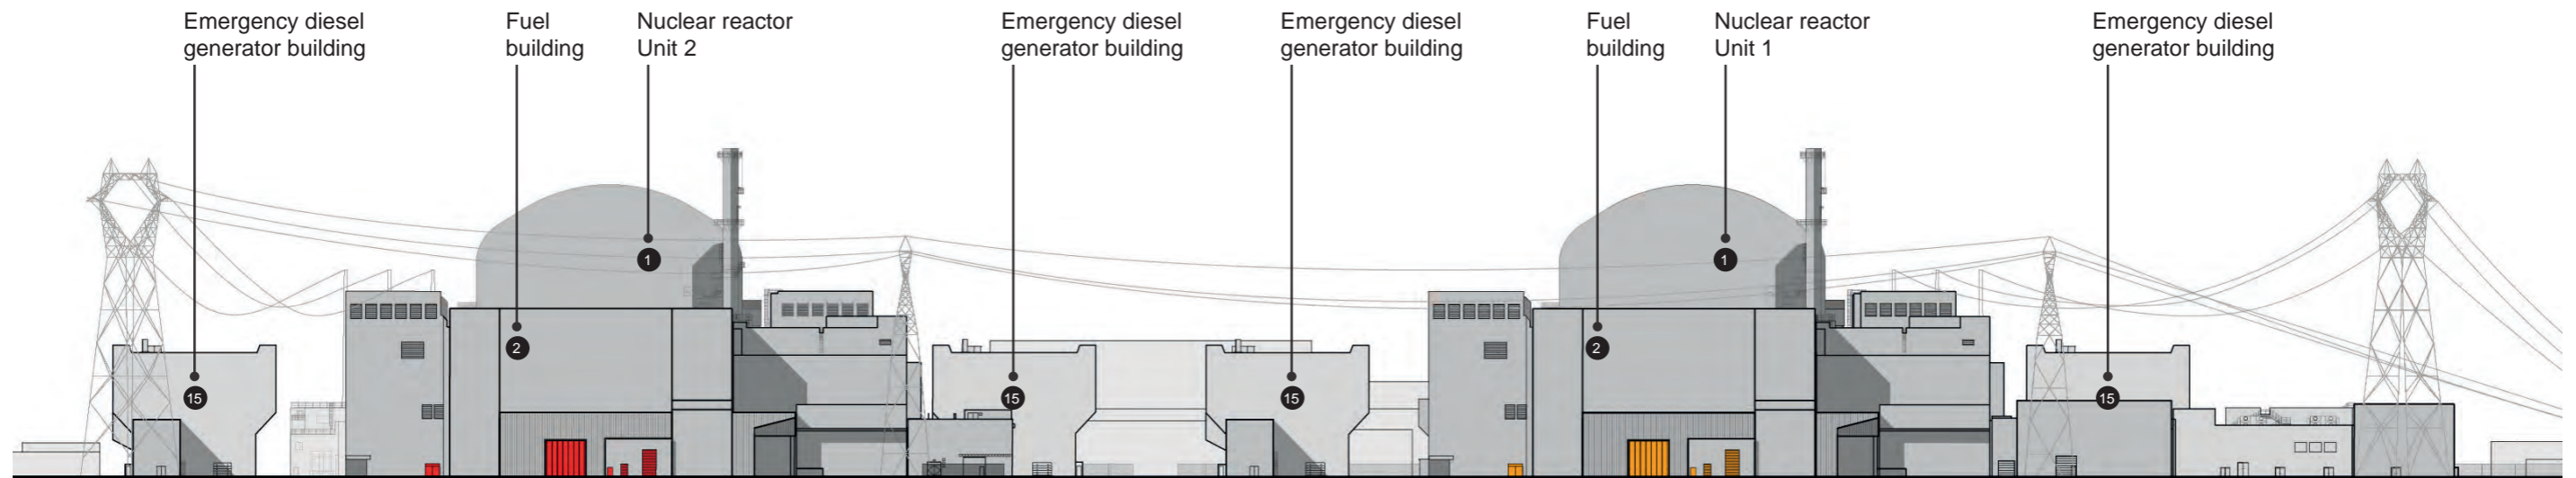 Emergency diesel
generator building
Fuel
building
Nuclear reactor
Unit 2
Emergency diesel
generator building
Emergency diesel
generator building
Fuel
building
Nuclear reactor
Unit 1
Emergency diesel
generator building
1
1
2
2
15
15
15
15